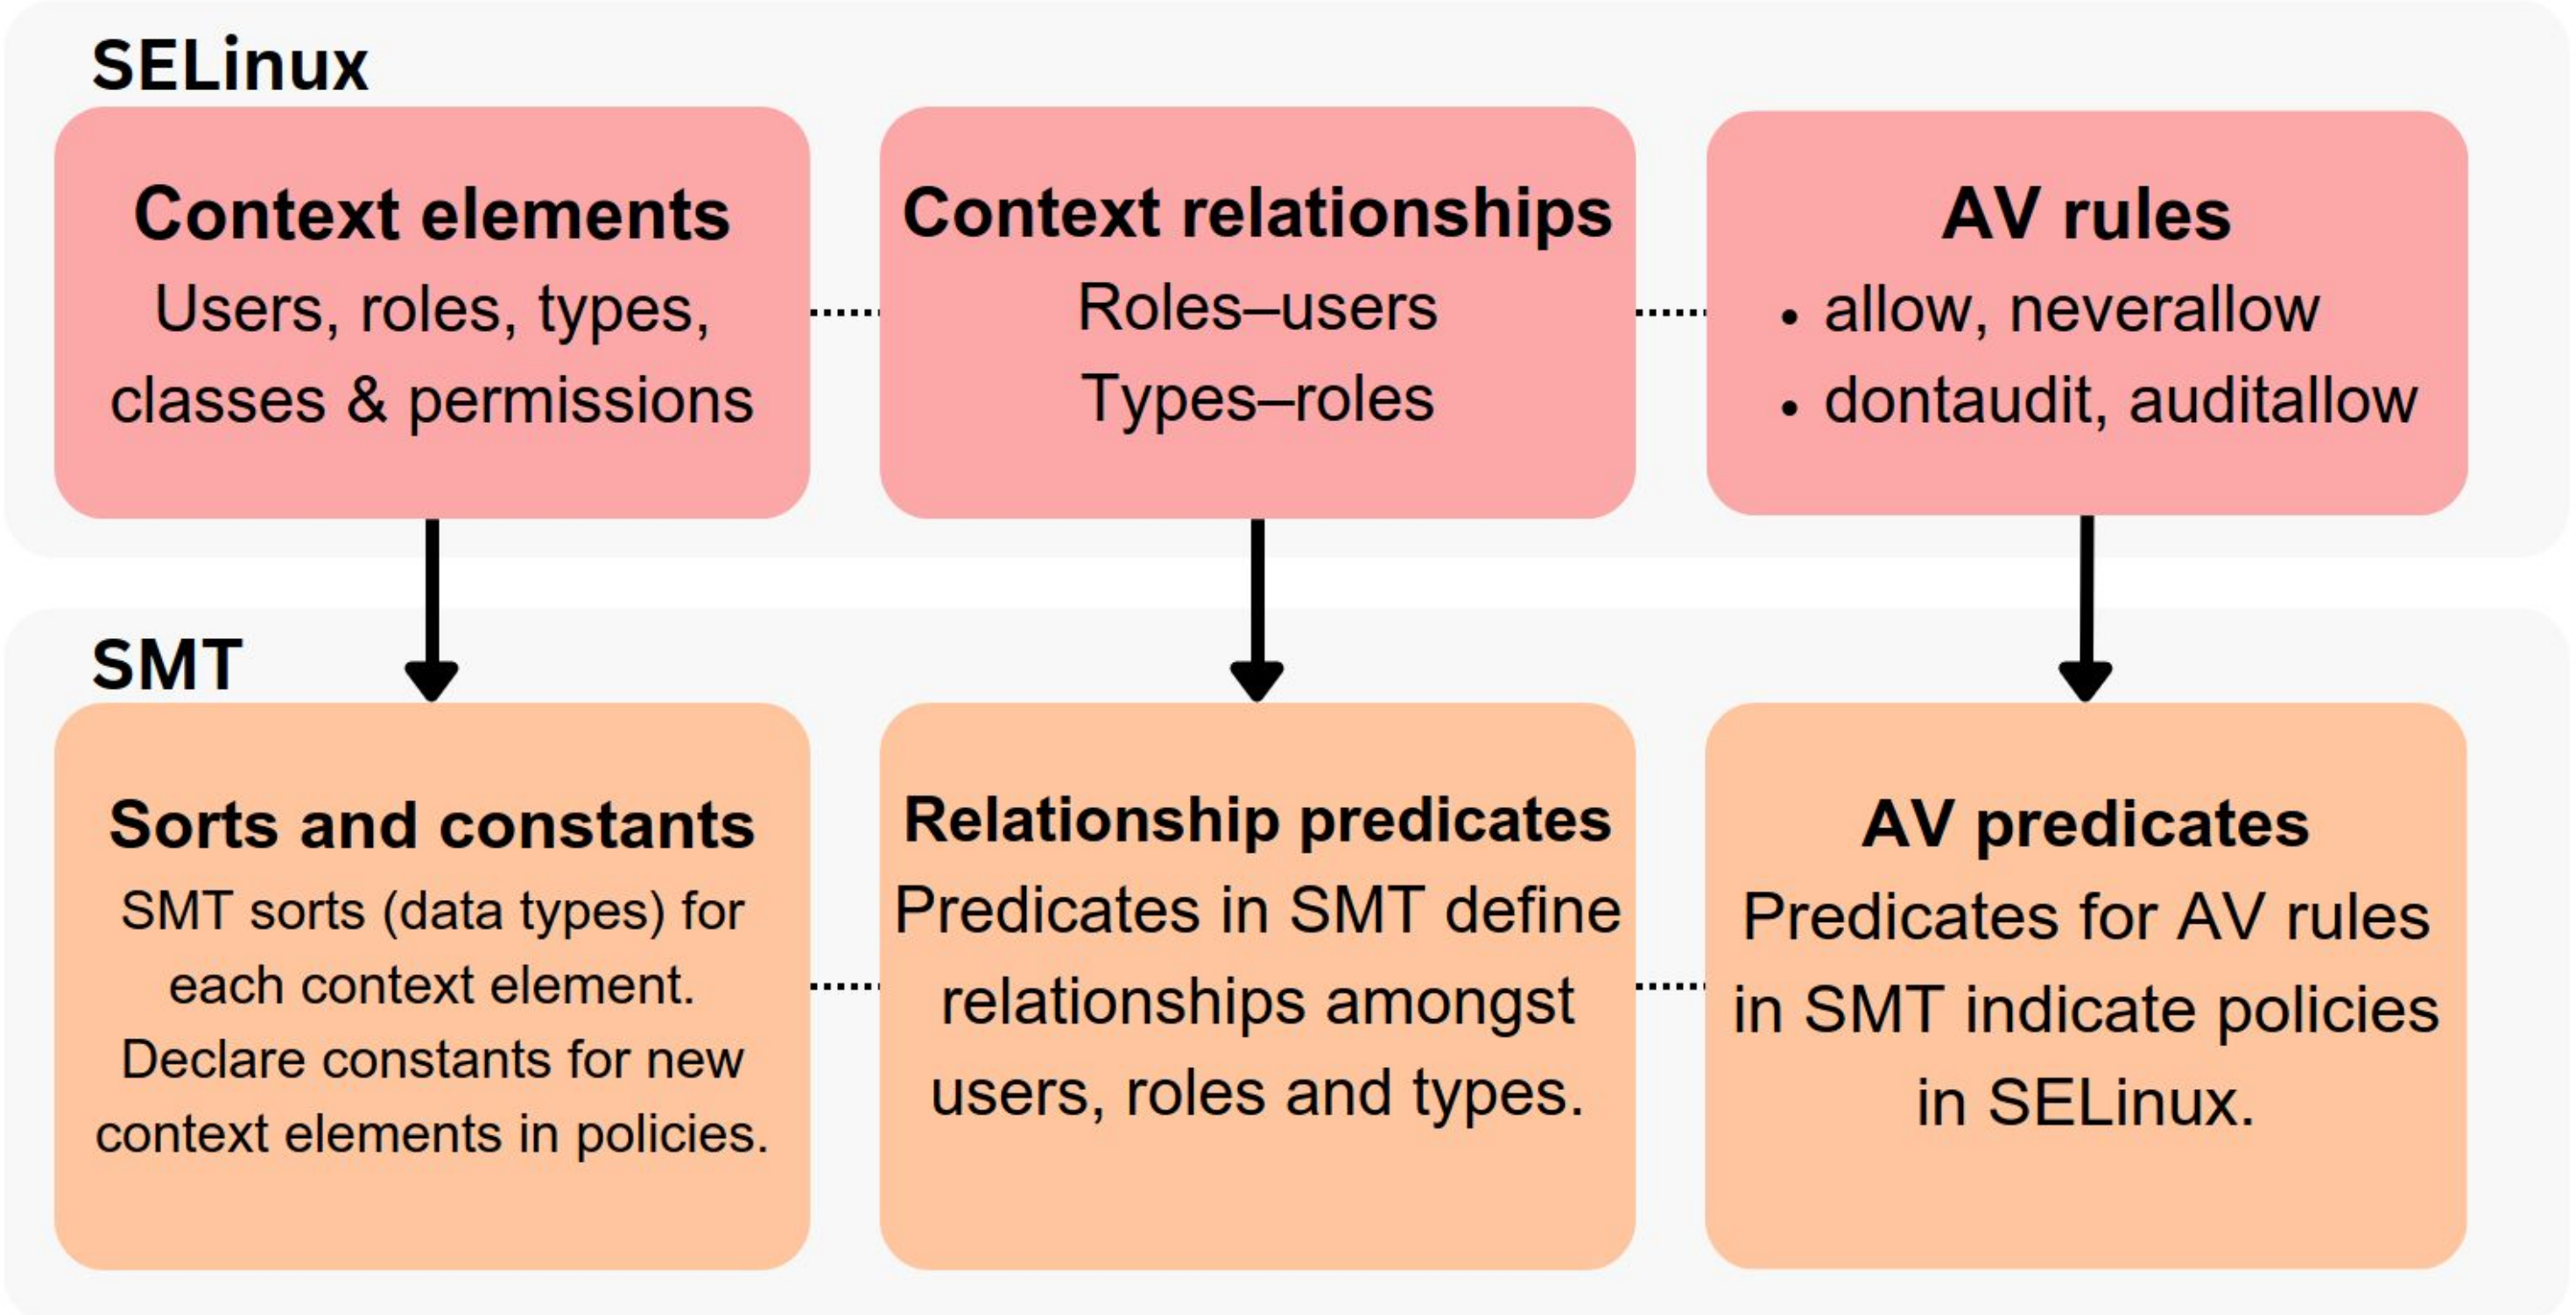 SELinux
Context elements
Users, roles, types,
classes & permissions
Context relationships
Roles–users
Types–roles
AV rules
• allow, neverallow
• dontaudit, auditallow
SMT
Sorts and constants
SMT sorts (data types) for
each context element.
Declare constants for new
context elements in policies.
Relationship predicates
Predicates in SMT define
relationships amongst
users, roles and types.
AV predicates
Predicates for AV rules
in SMT indicate policies
in SELinux.